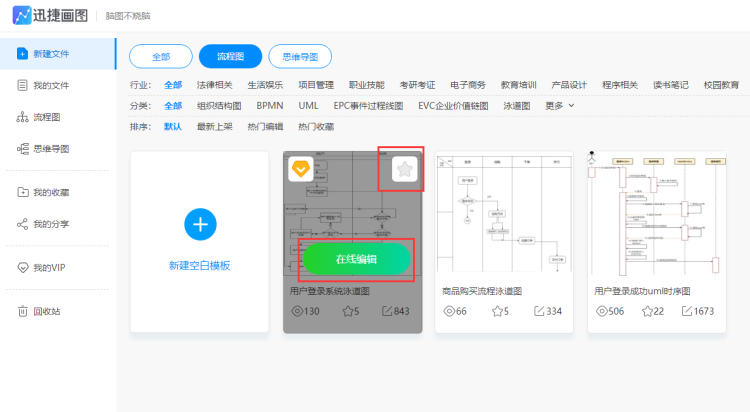 迅捷画图 脑图不烧脑
新建文件
我的文件
流程图
思维导图
我的收藏
我的分享
我的VIP
回收站
全部 流程图 思维导图
行业： 全部 法律相关 生活娱乐 项目管理 职业技能 考研考证 电子商务 教育培训 产品设计 程序相关 读书笔记 校园教育
分类： 全部 组织结构图 BPMN UML EPC事件过程线图 EVC企业价值链图 泳道图 更多
排序： 默认 最新上架 热门编辑 热门收藏
新建空白模板
在线编辑
用户登录系统泳道图
130 5 843
商品购买流程泳道图
66 5 334
用户登录成功uml时序图
506 22 1673